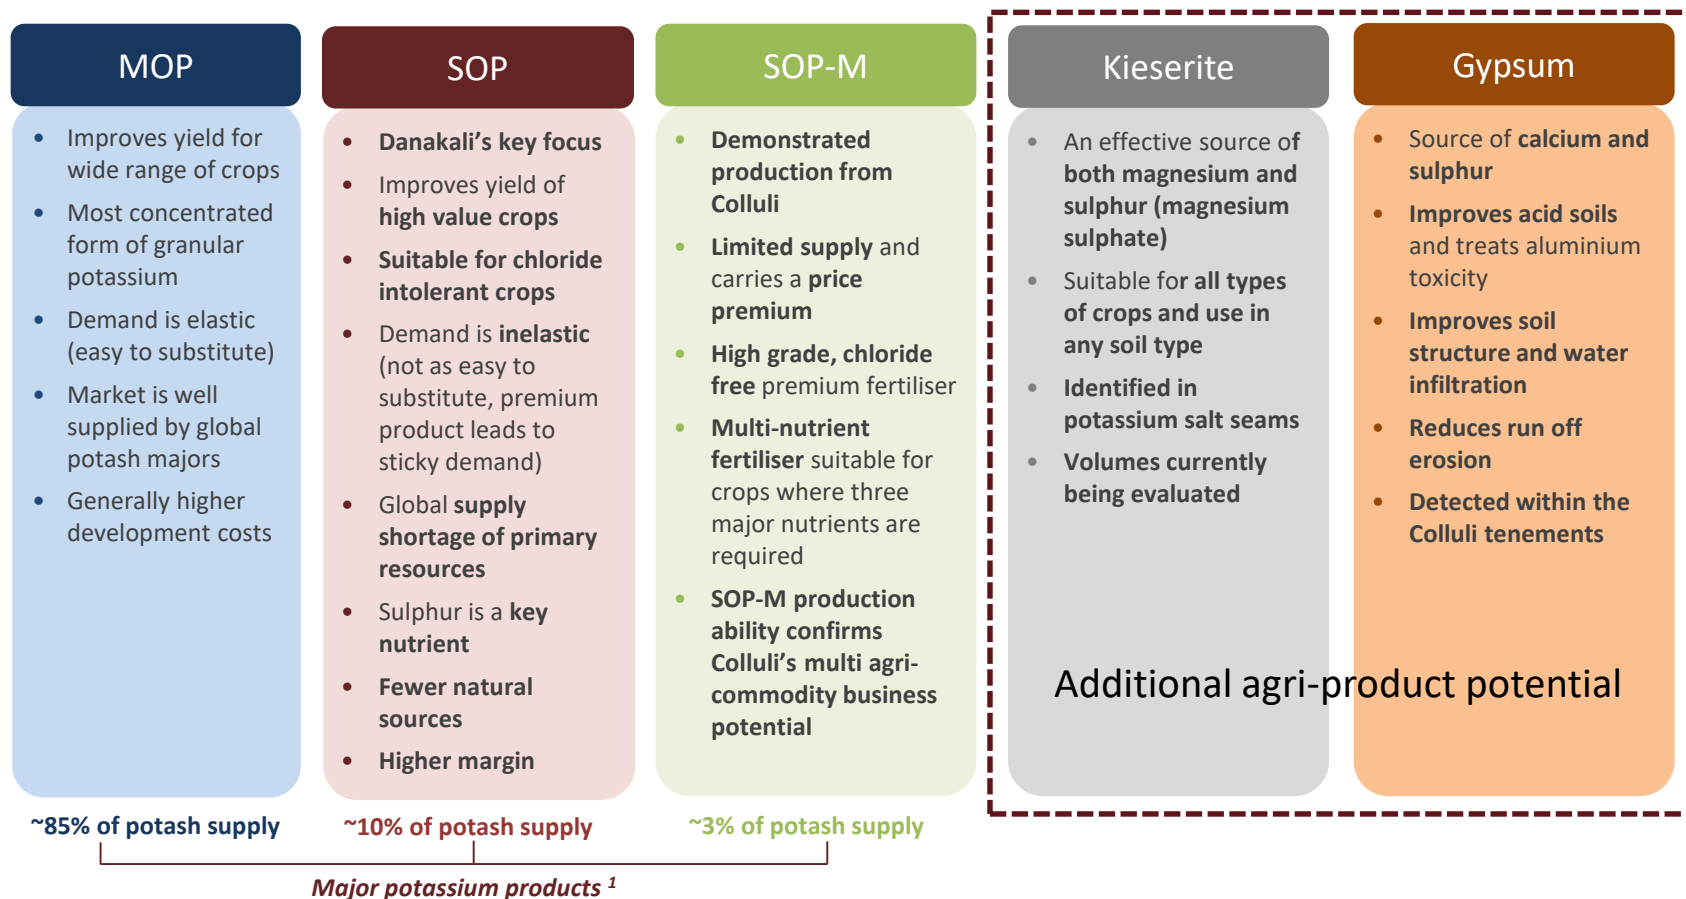 MOP
Improves yield for
wide range of crops
Most concentrated
form of granular
potassium
Demand is elastic
(easy to substitute)
Market is well
supplied by global
potash majors
Generally higher
development costs
~85% of potash supply
SOP
Danakali's key focus
Improves yield of
high value crops
Suitable for chloride
intolerant crops
Demand is inelastic
(not as easy to
substitute, premium
product leads to
sticky demand)
Global supply
shortage of primary
resources
Sulphur is a key
nutrient
Fewer natural
sources
Higher margin
~10% of potash supply
SOP-M
Demonstrated
production from
Colluli
Limited supply and
carries a price
premium
High grade, chloride
free premium fertiliser
Multi-nutrient
fertiliser suitable for
crops where three
major nutrients are
required
SOP-M production
ability confirms
Colluli's multi agri-
commodity business
potential
~3% of potash supply
Major potassium products 1
Kieserite
An effective source of
both magnesium and
sulphur (magnesium
sulphate)
Suitable for all types
of crops and use in
any soil type
Identified in
potassium salt seams
Volumes currently
being evaluated
Gypsum
Source of calcium and
sulphur
Improves acid soils
and treats aluminium
toxicity
Improves soil
structure and water
infiltration
Reduces run off
erosion
Detected within the
Colluli tenements
Additional agri-product potential